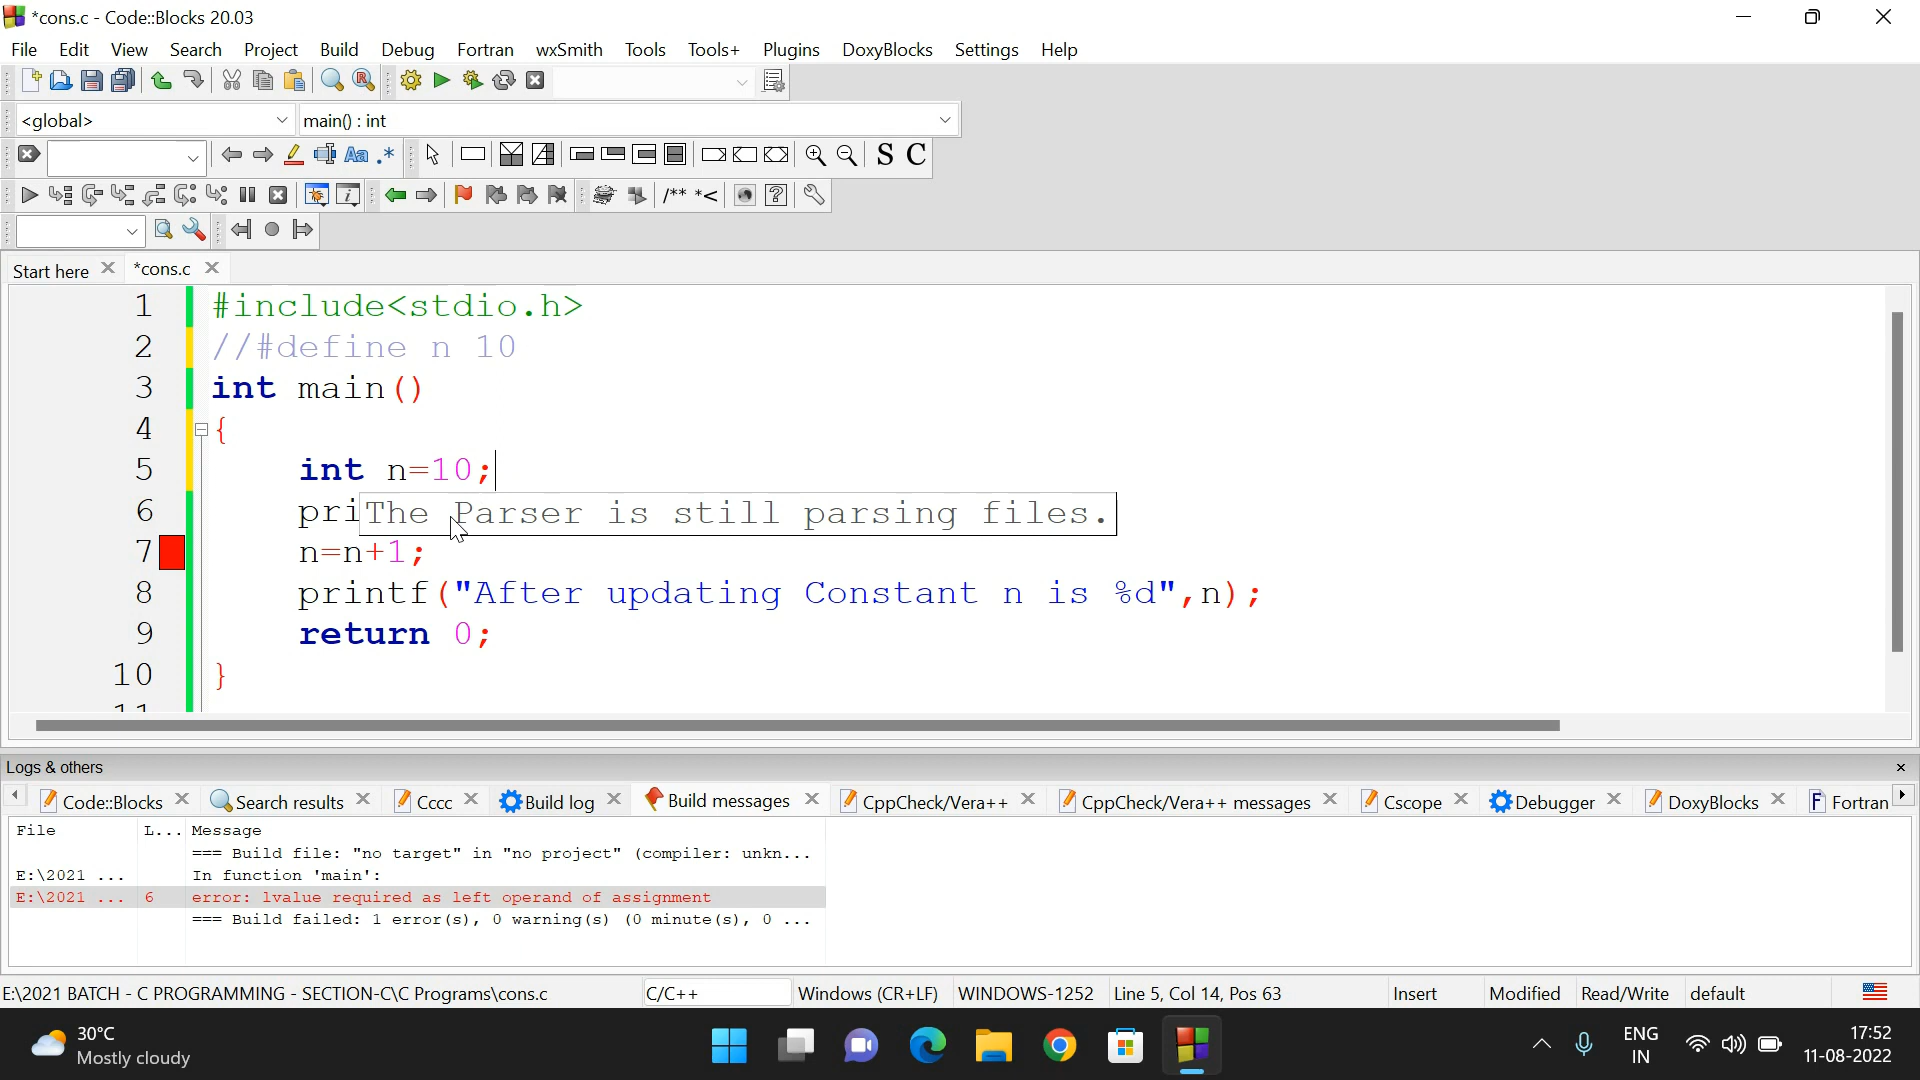 *cons.c - Code::Blocks 20.03
File Edit View Search Project Build Debug Fortran wxSmith Tools Tools+ Plugins DoxyBlocks Settings Help
<global> main() : int
Aa .* S C
/** *<
Start here *cons.c
1 #include<stdio.h>
2 //#define n 10
3 int main()
4 {
5 int n=10;
6 pri The Parser is still parsing files.
7 n=n+1;
8 printf("After updating Constant n is %d",n);
9 return 0;
10 }
11
Logs & others
Code::Blocks Search results Cccc Build log Build messages CppCheck/Vera++ CppCheck/Vera++ messages Cscope Debugger DoxyBlocks Fortran
File L... Message
=== Build file: "no target" in "no project" (compiler: unkn...
E:\2021 ... In function 'main':
E:\2021 ... 6 error: lvalue required as left operand of assignment
=== Build failed: 1 error(s), 0 warning(s) (0 minute(s), 0 ...
E:\2021 BATCH - C PROGRAMMING - SECTION-C\C Programs\cons.c C/C++ Windows (CR+LF) WINDOWS-1252 Line 5, Col 14, Pos 63 Insert Modified Read/Write default
30°C
Mostly cloudy
ENG
IN
17:52
11-08-2022